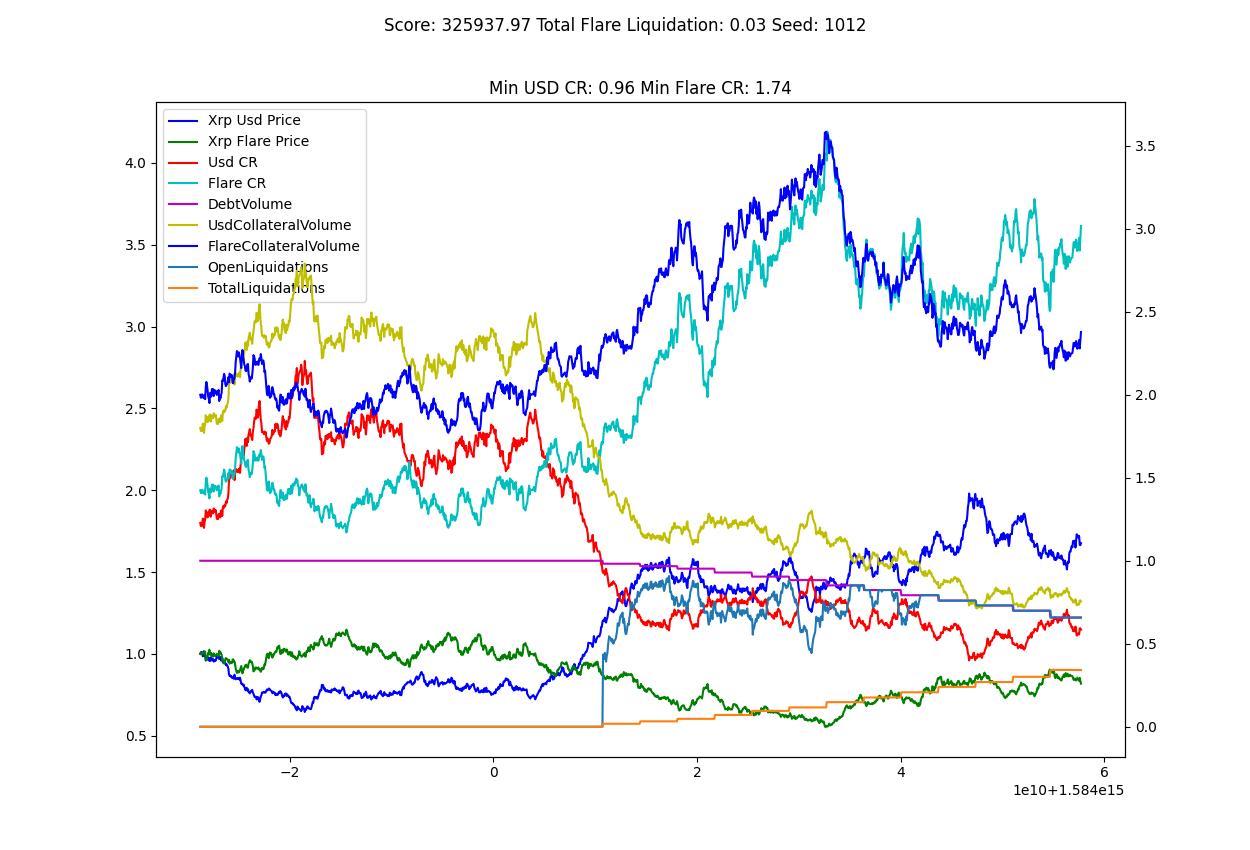 Score: 325937.97 Total Flare Liquidation: 0.03 Seed: 1012
Min USD CR: 0.96 Min Flare CR: 1.74
Xrp Usd Price
Xrp Flare Price
Usd CR
Flare CR
DebtVolume
UsdCollateralVolume
FlareCollateralVolume
OpenLiquidations
TotalLiquidations
4.0
3.5
3.0
2.5
2.0
1.5
1.0
0.5
3.5
3.0
2.5
2.0
1.5
1.0
0.5
0.0
−2
0
2
4
6
1e10+1.584e15